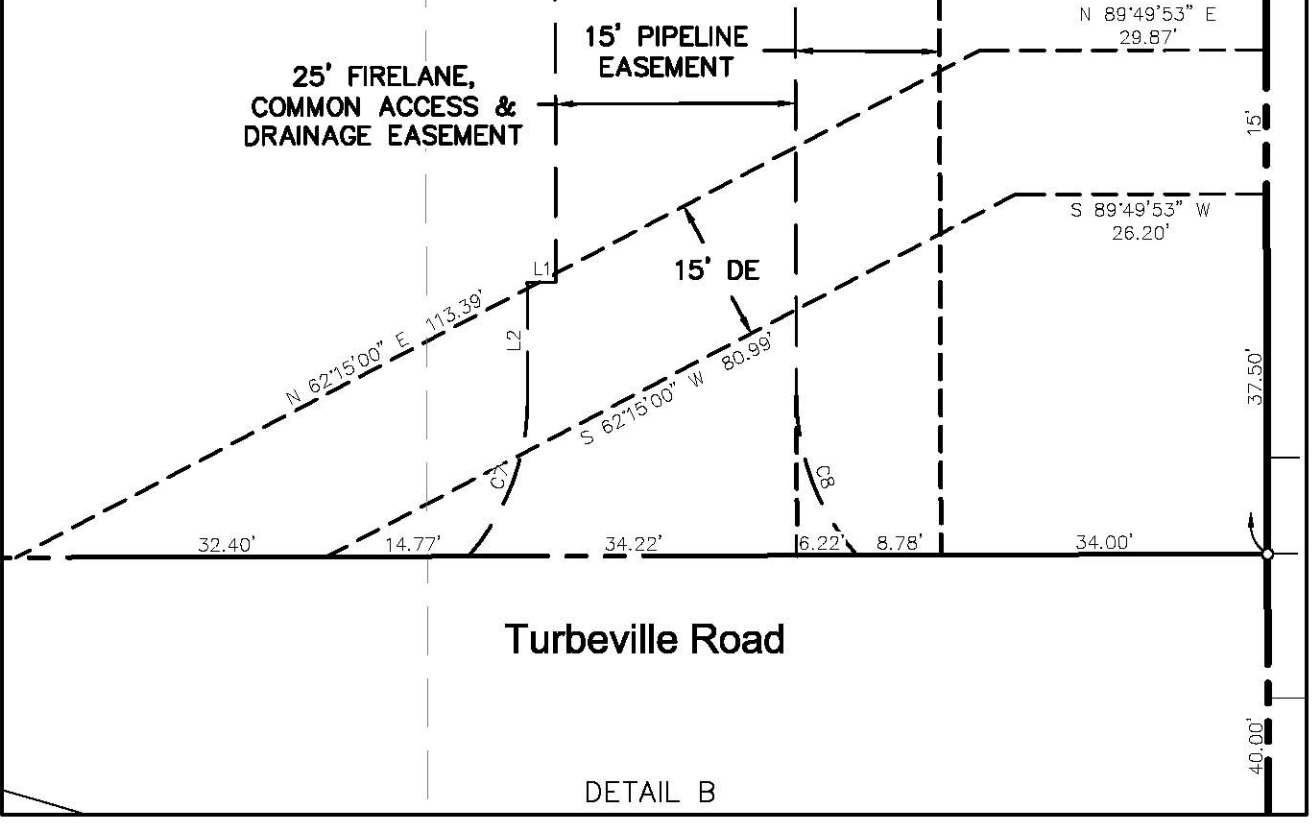 N 89°49'53" E
29.87'
15' PIPELINE
EASEMENT
25' FIRELANE,
COMMON ACCESS &
DRAINAGE EASEMENT
15'
S 89°49'53" W
26.20'
L1
15' DE
N 62°15'00" E 113.39'
L2
S 62°15'00" W 80.99'
37.50'
C7
C8
32.40'
14.77'
34.22'
6.22'
8.78'
34.00'
Turbeville Road
40.00'
DETAIL B